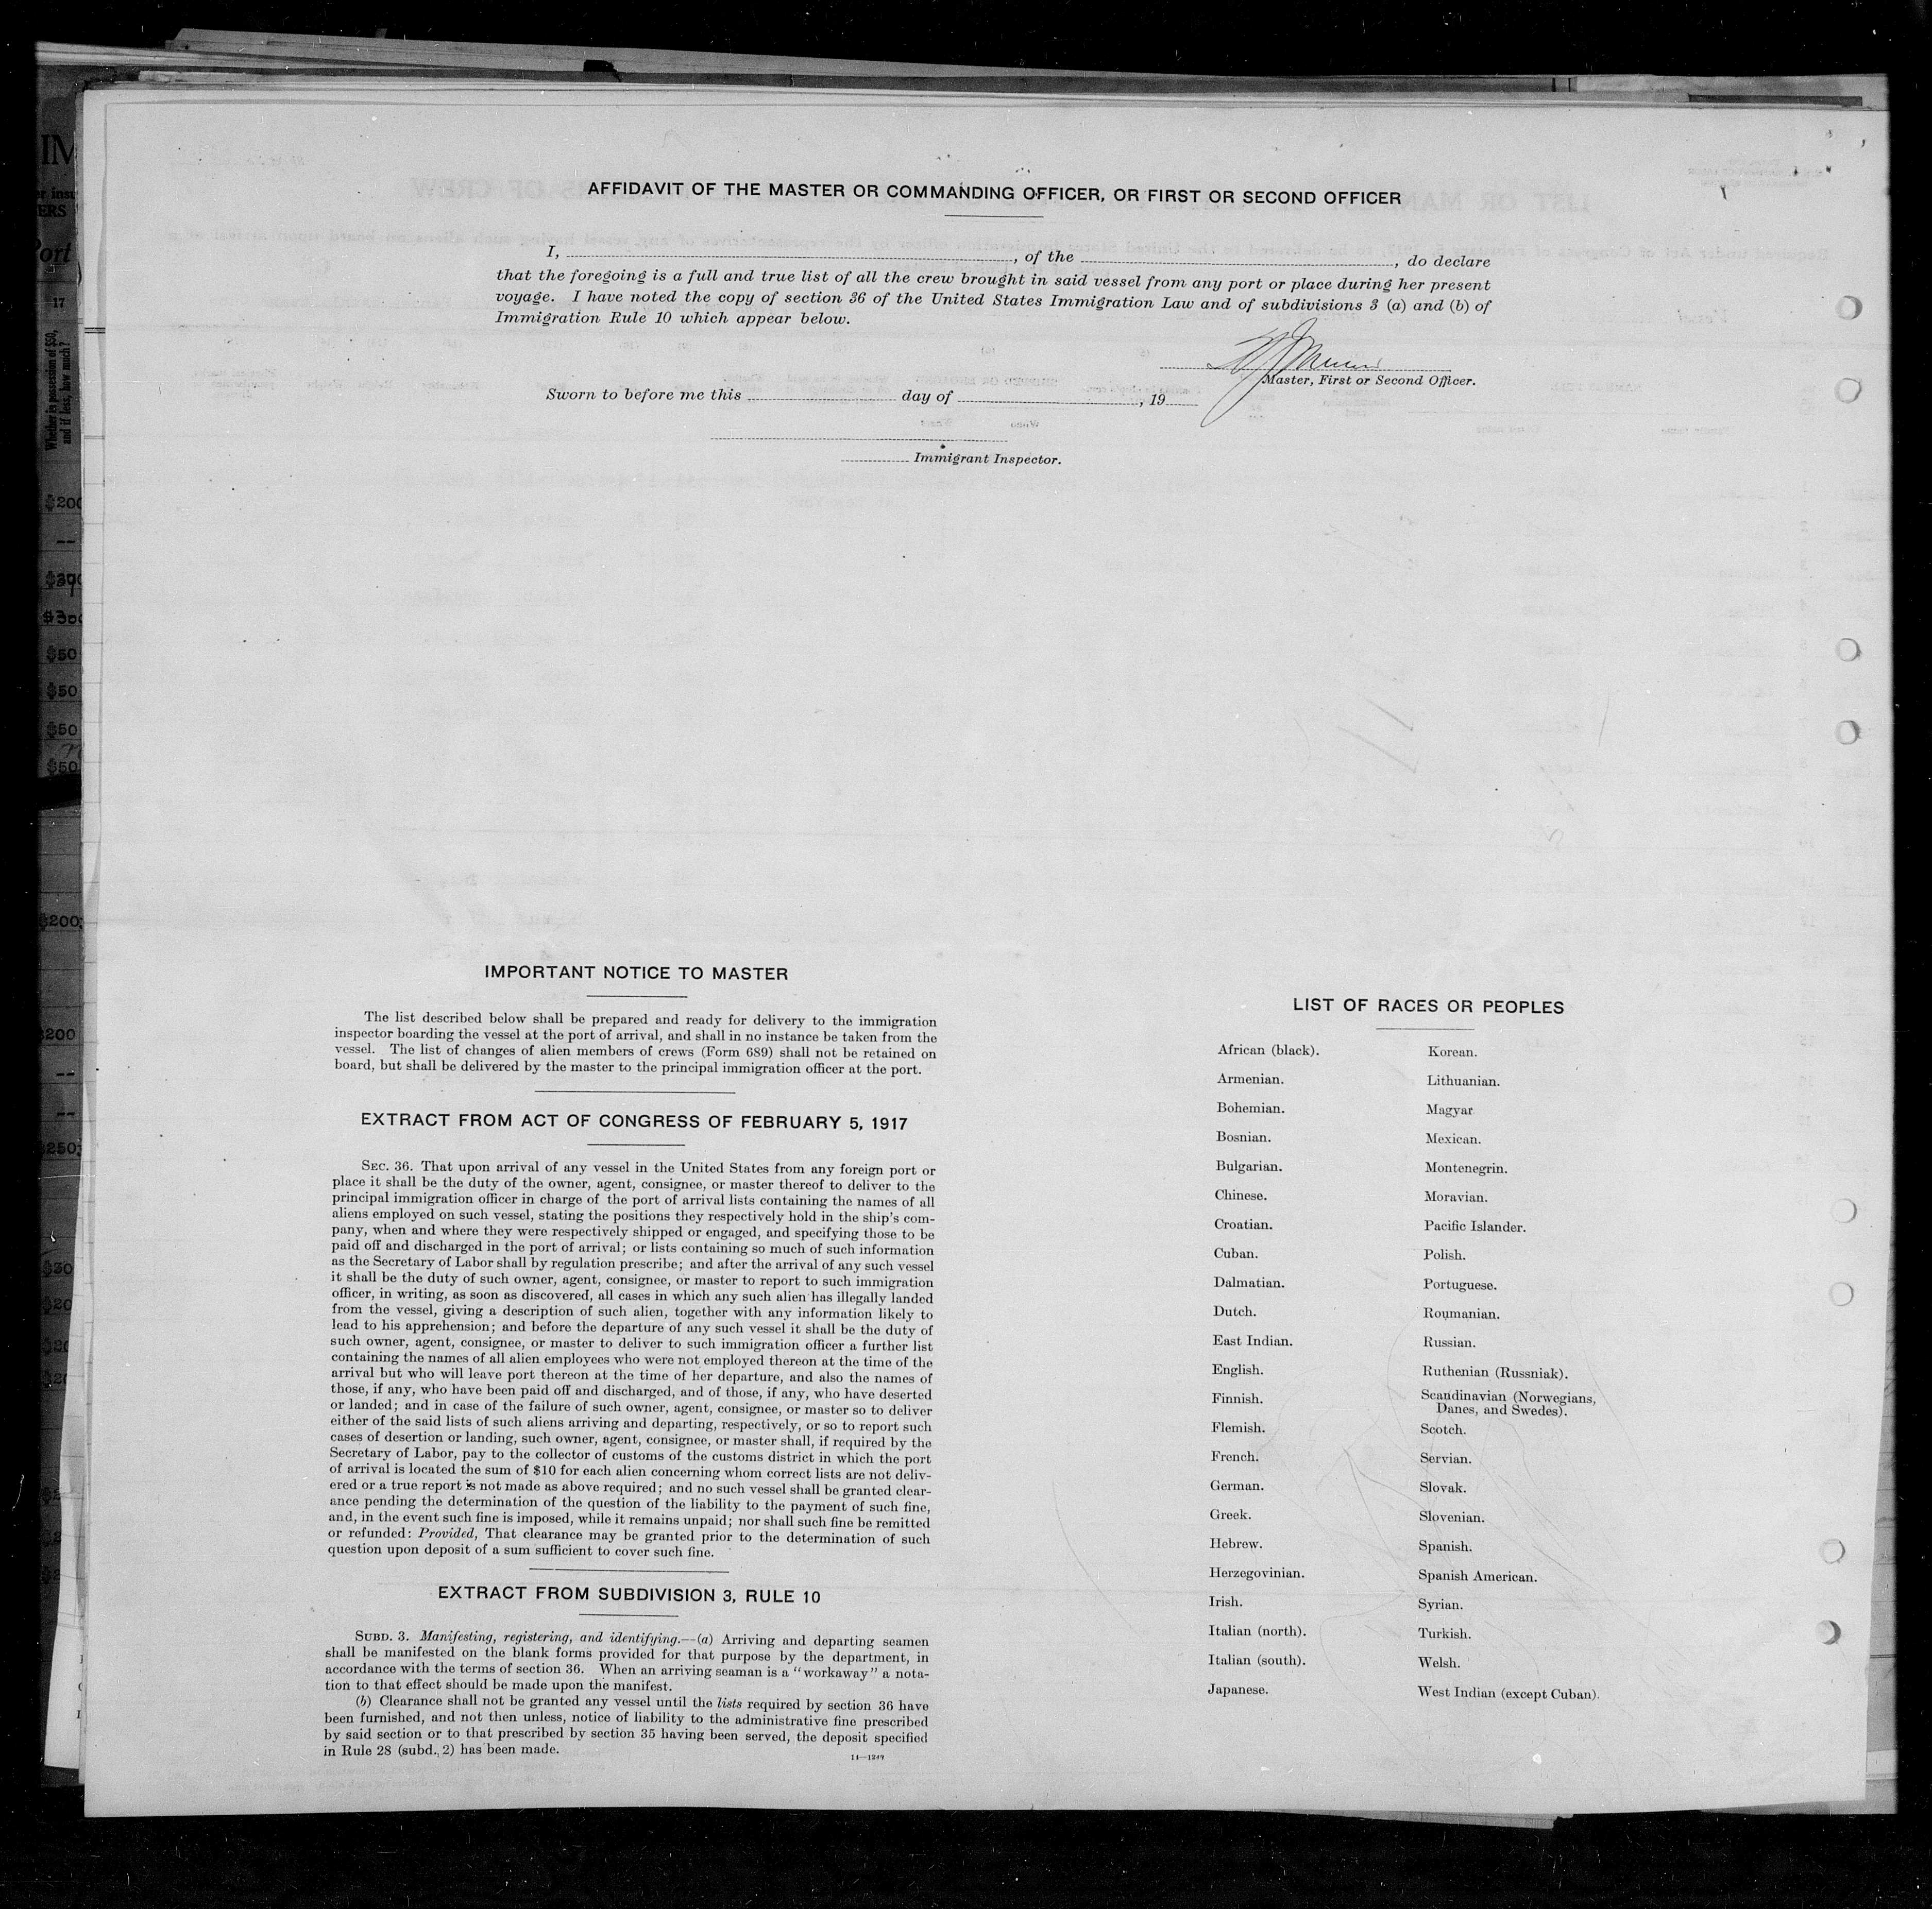 AFFIDAVIT OF THE MASTER OR COMMANDING OFFICER, OR FIRST OR SECOND OFFICER
I, , of the , do declare
that the foregoing is a full and true list of all the crew brought in said vessel from any port or place during her present
voyage. I have noted the copy of section 36 of the United States Immigration Law and of subdivisions 3 (a) and (b) of
Immigration Rule 10 which appear below.
Master, First or Second Officer.
Sworn to before me this day of , 19
Immigrant Inspector.
IMPORTANT NOTICE TO MASTER
The list described below shall be prepared and ready for delivery to the immigration
inspector boarding the vessel at the port of arrival, and shall in no instance be taken from the
vessel. The list of changes of alien members of crews (Form 689) shall not be retained on
board, but shall be delivered by the master to the principal immigration officer at the port.
EXTRACT FROM ACT OF CONGRESS OF FEBRUARY 5, 1917
SEC. 36. That upon arrival of any vessel in the United States from any foreign port or
place it shall be the duty of the owner, agent, consignee, or master thereof to deliver to the
principal immigration officer in charge of the port of arrival lists containing the names of all
aliens employed on such vessel, stating the positions they respectively hold in the ship's com-
pany, when and where they were respectively shipped or engaged, and specifying those to be
paid off and discharged in the port of arrival; or lists containing so much of such information
as the Secretary of Labor shall by regulation prescribe; and after the arrival of any such vessel
it shall be the duty of such owner, agent, consignee, or master to report to such immigration
officer, in writing, as soon as discovered, all cases in which any such alien has illegally landed
from the vessel, giving a description of such alien, together with any information likely to
lead to his apprehension; and before the departure of any such vessel it shall be the duty of
such owner, agent, consignee, or master to deliver to such immigration officer a further list
containing the names of all alien employees who were not employed thereon at the time of the
arrival but who will leave port thereon at the time of her departure, and also the names of
those, if any, who have been paid off and discharged, and of those, if any, who have deserted
or landed; and in case of the failure of such owner, agent, consignee, or master so to deliver
either of the said lists of such aliens arriving and departing, respectively, or so to report such
cases of desertion or landing, such owner, agent, consignee, or master shall, if required by the
Secretary of Labor, pay to the collector of customs of the customs district in which the port
of arrival is located the sum of $10 for each alien concerning whom correct lists are not deliv-
ered or a true report is not made as above required; and no such vessel shall be granted clear-
ance pending the determination of the question of the liability to the payment of such fine,
and, in the event such fine is imposed, while it remains unpaid; nor shall such fine be remitted
or refunded: Provided, That clearance may be granted prior to the determination of such
question upon deposit of a sum sufficient to cover such fine.
EXTRACT FROM SUBDIVISION 3, RULE 10
SUBD. 3. Manifesting, registering, and identifying.—(a) Arriving and departing seamen
shall be manifested on the blank forms provided for that purpose by the department, in
accordance with the terms of section 36. When an arriving seaman is a "workaway" a nota-
tion to that effect should be made upon the manifest.
(b) Clearance shall not be granted any vessel until the lists required by section 36 have
been furnished, and not then unless, notice of liability to the administrative fine prescribed
by said section or to that prescribed by section 35 having been served, the deposit specified
in Rule 28 (subd. 2) has been made.
14—1249
LIST OF RACES OR PEOPLES
African (black).
Armenian.
Bohemian.
Bosnian.
Bulgarian.
Chinese.
Croatian.
Cuban.
Dalmatian.
Dutch.
East Indian.
English.
Finnish.
Flemish.
French.
German.
Greek.
Hebrew.
Herzegovinian.
Irish.
Italian (north).
Italian (south).
Japanese.
Korean.
Lithuanian.
Magyar
Mexican.
Montenegrin.
Moravian.
Pacific Islander.
Polish.
Portuguese.
Roumanian.
Russian.
Ruthenian (Russniak).
Scandinavian (Norwegians,
Danes, and Swedes).
Scotch.
Servian.
Slovak.
Slovenian.
Spanish.
Spanish American.
Syrian.
Turkish.
Welsh.
West Indian (except Cuban).